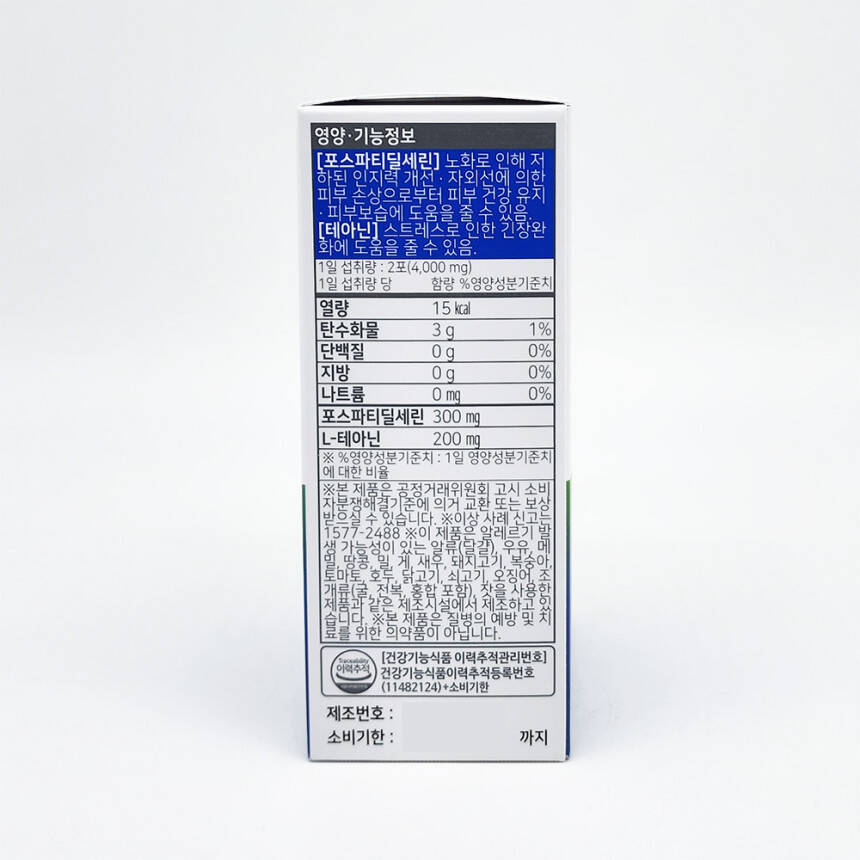 영양·기능정보
[포스파티딜세린] 노화로 인해 저
하된 인지력 개선·자외선에 의한
피부 손상으로부터 피부 건강 유지
·피부보습에 도움을 줄 수 있음.
[테아닌] 스트레스로 인한 긴장완
화에 도움을 줄 수 있음.
1일 섭취량 : 2포(4,000 mg)
1일 섭취량 당 함량 %영양성분기준치
열량 15 ㎉
탄수화물 3 g 1%
단백질 0 g 0%
지방 0 g 0%
나트륨 0 ㎎ 0%
포스파티딜세린 300 ㎎
L-테아닌 200 ㎎
※ %영양성분기준치 : 1일 영양성분기준치
에 대한 비율
※본 제품은 공정거래위원회 고시 소비
자분쟁해결기준에 의거 교환 또는 보상
받으실 수 있습니다. ※이상 사례 신고는
1577-2488 ※이 제품은 알레르기 발
생 가능성이 있는 알류(달걀), 우유, 메
밀, 땅콩, 밀, 게, 새우, 돼지고기, 복숭아,
토마토, 호두, 닭고기, 쇠고기, 오징어, 조
개류(굴, 전복, 홍합 포함), 잣을 사용한
제품과 같은 제조시설에서 제조하고 있
습니다. ※본 제품은 질병의 예방 및 치
료를 위한 의약품이 아닙니다.
Traceability
이력추적
[건강기능식품 이력추적관리번호]
건강기능식품이력추적등록번호
(11482124)+소비기한
제조번호 :
소비기한 : 까지